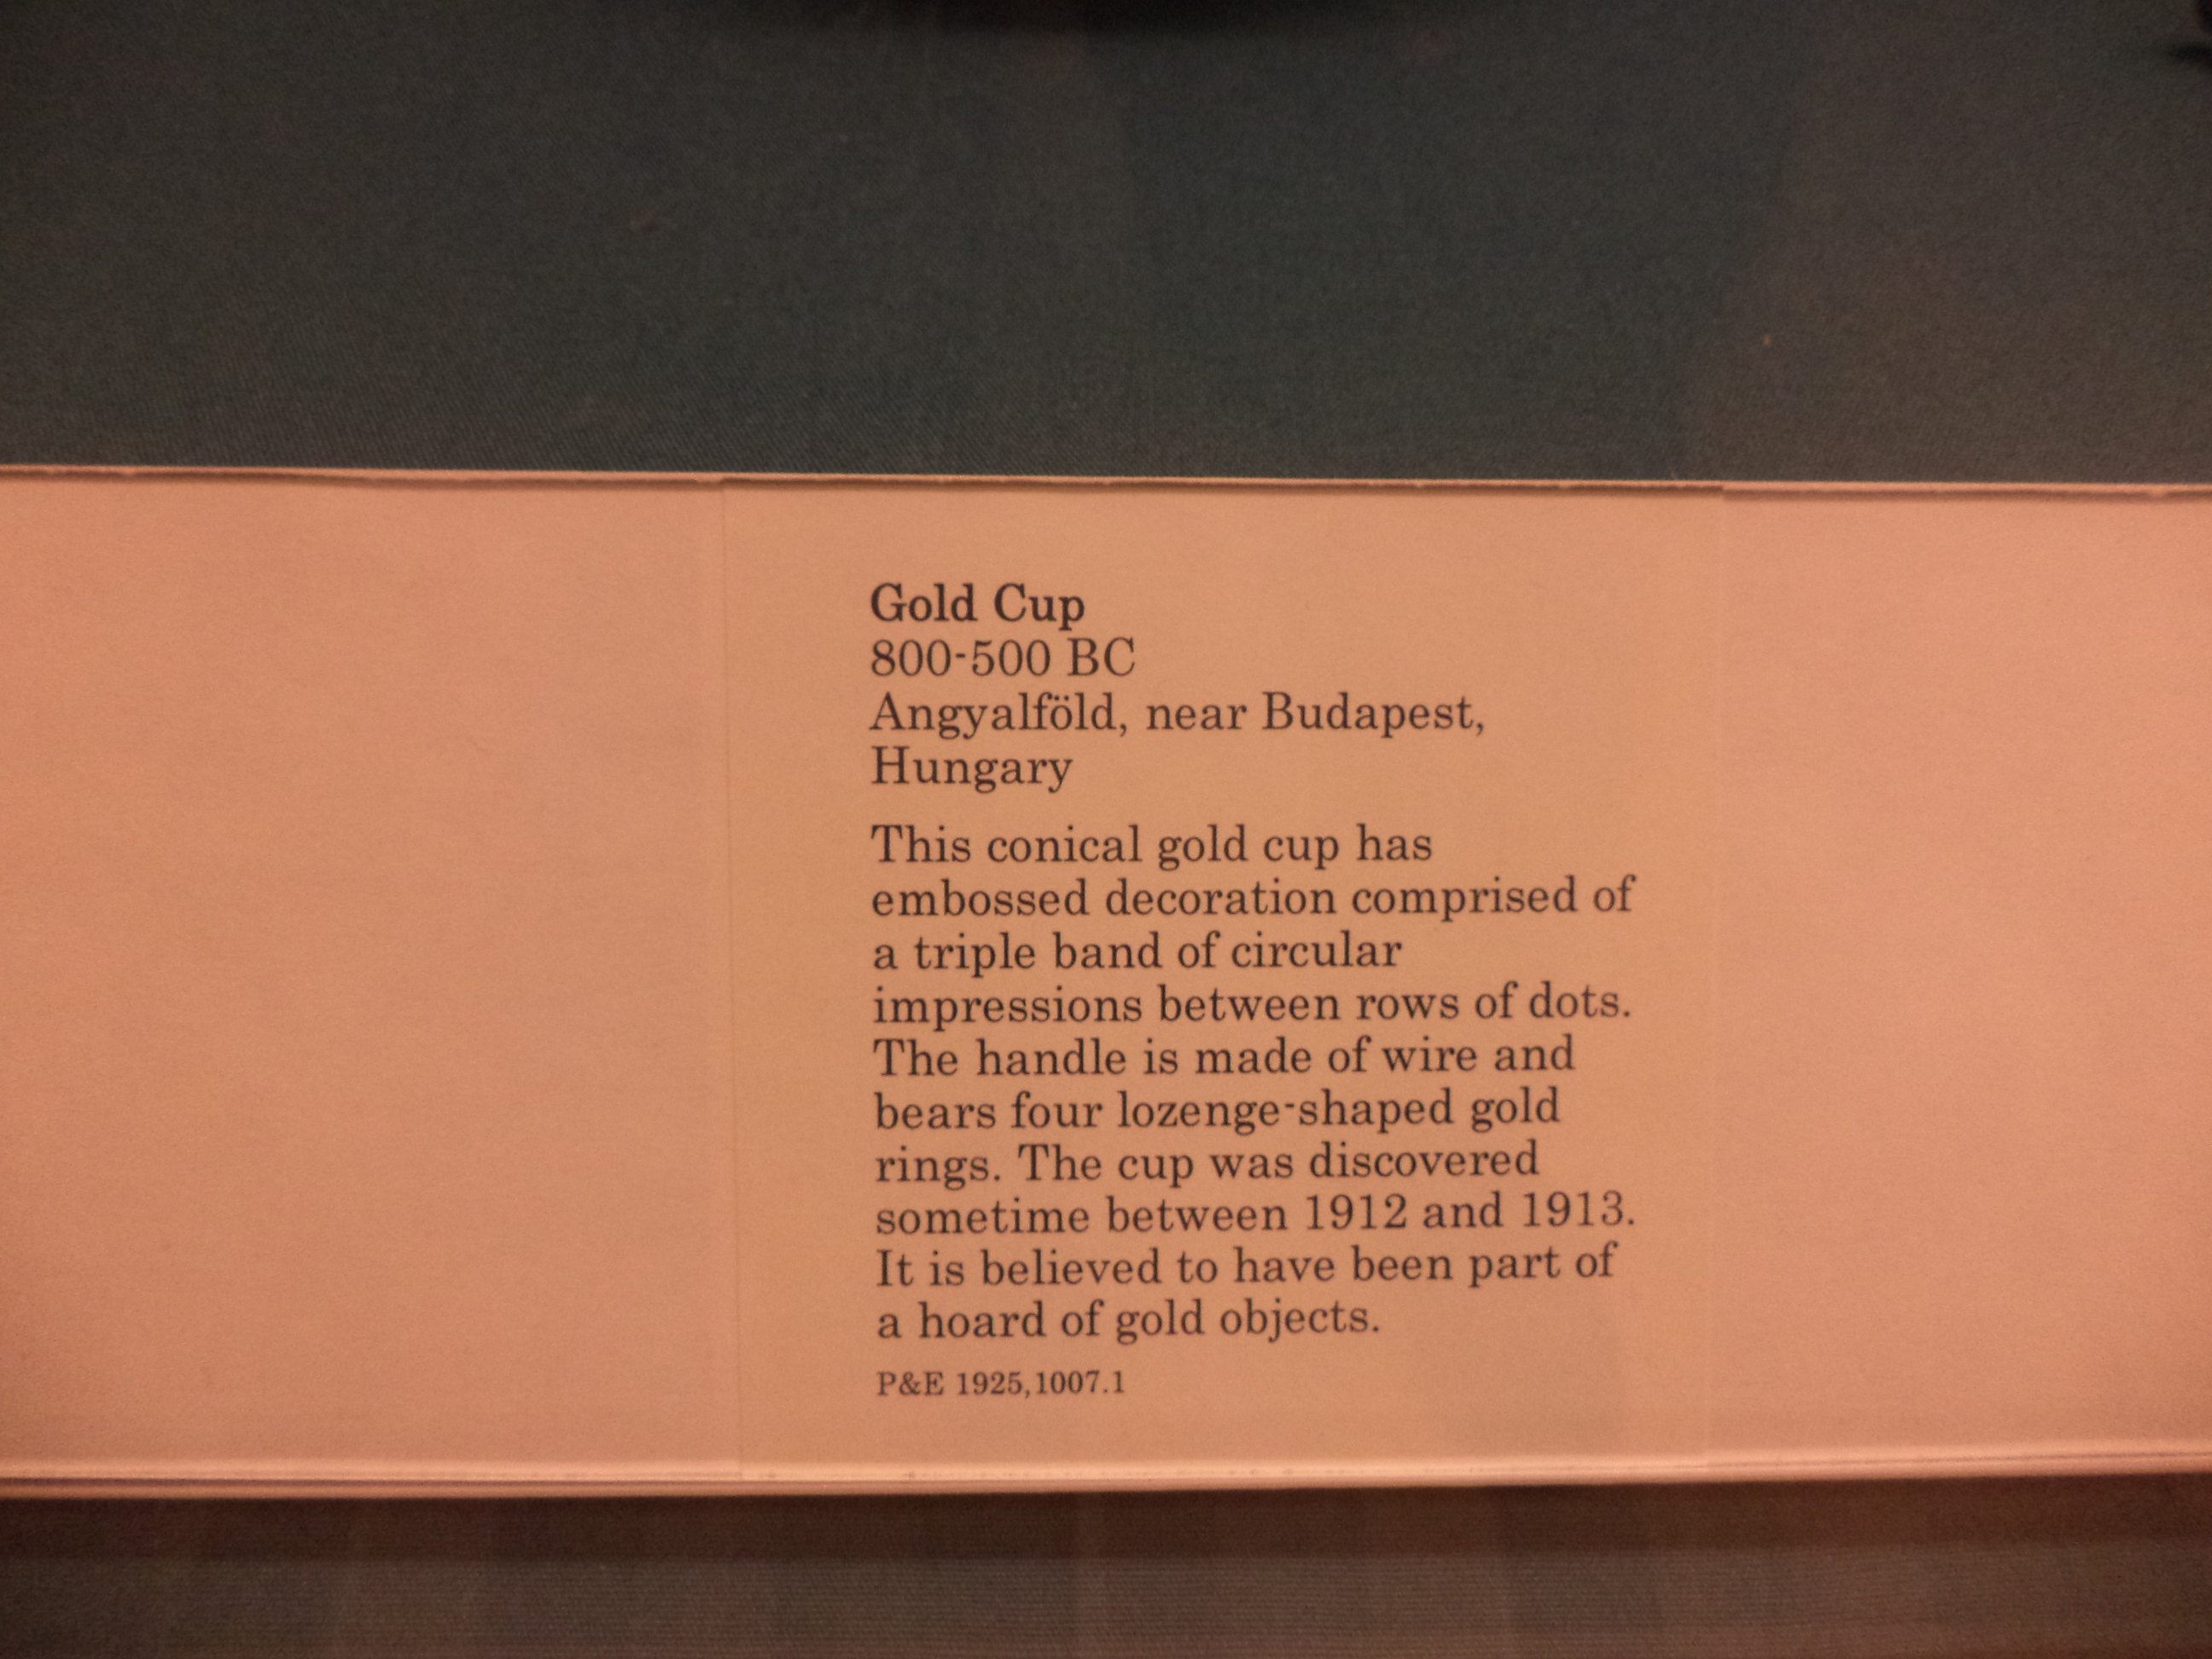 Gold Cup
800-500 BC
Angyalföld, near Budapest,
Hungary
This conical gold cup has
embossed decoration comprised of
a triple band of circular
impressions between rows of dots.
The handle is made of wire and
bears four lozenge-shaped gold
rings. The cup was discovered
sometime between 1912 and 1913.
It is believed to have been part of
a hoard of gold objects.
P&E 1925,1007.1